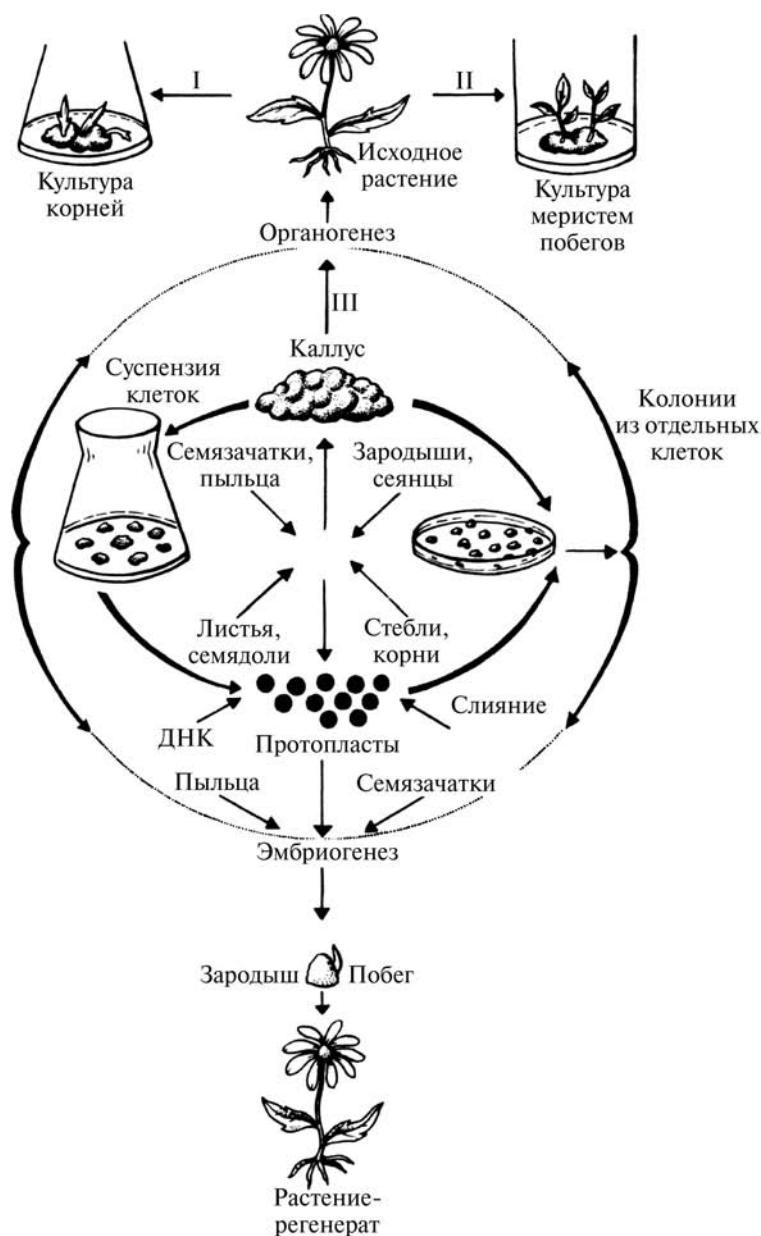 I
II
Исходное
растение
Культура
корней
Культура
меристем
побегов
Органогенез
III
Каллус
Суспензия
клеток
Колонии
из отдельных
клеток
Семязачатки,
пыльца
Зародыши,
сеянцы
Листья,
семядоли
Стебли,
корни
ДНК
Протопласты
Слияние
Пыльца
Семязачатки
Эмбриогенез
Зародыш
Побег
Растение-
регенерат